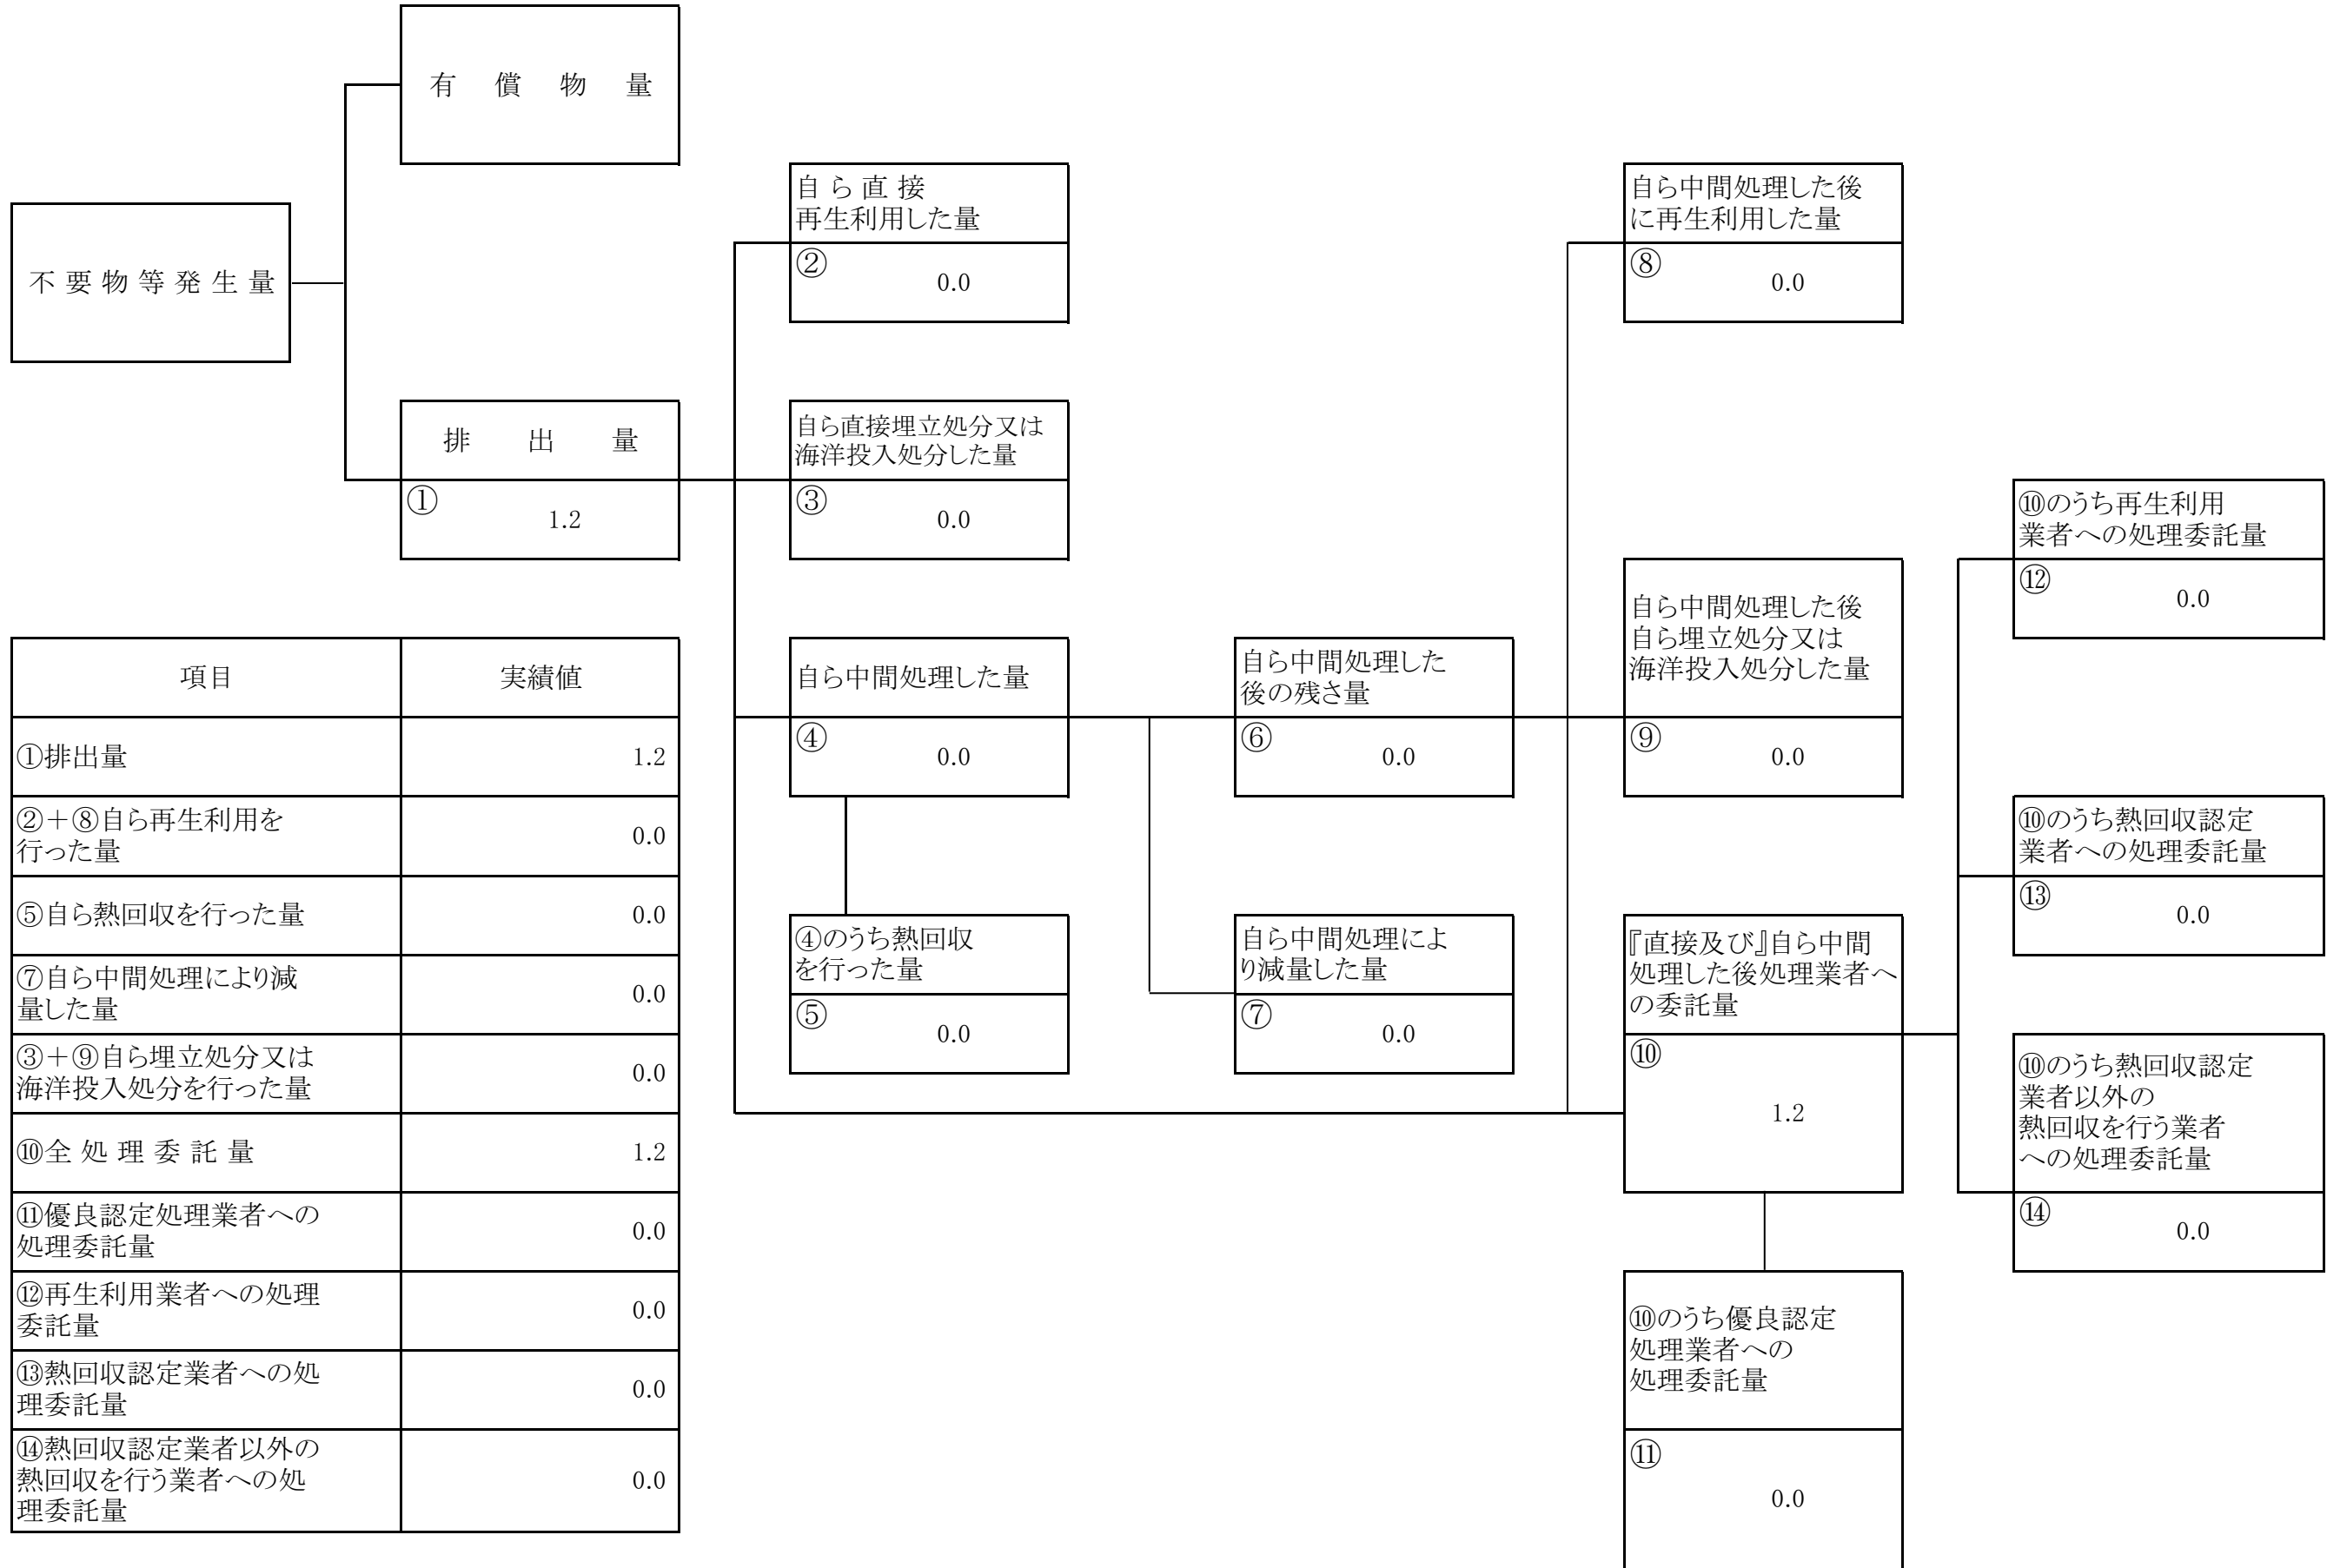 有　償　物　量
不 要 物 等 発 生 量
排　出　量
①
1.2
自 ら 直 接
再生利用した量
②
0.0
自ら直接埋立処分又は
海洋投入処分した量
③
0.0
自ら中間処理した量
④
0.0
④のうち熱回収
を行った量
⑤
0.0
自ら中間処理した
後の残さ量
⑥
0.0
自ら中間処理によ
り減量した量
⑦
0.0
自ら中間処理した後
に再生利用した量
⑧
0.0
自ら中間処理した後
自ら埋立処分又は
海洋投入処分した量
⑨
0.0
『直接及び』自ら中間
処理した後処理業者へ
の委託量
⑩
1.2
⑩のうち優良認定
処理業者への
処理委託量
⑪
0.0
⑩のうち再生利用
業者への処理委託量
⑫
0.0
⑩のうち熱回収認定
業者への処理委託量
⑬
0.0
⑩のうち熱回収認定
業者以外の
熱回収を行う業者
への処理委託量
⑭
0.0
項目 実績値
①排出量 1.2
②＋⑧自ら再生利用を
行った量 0.0
⑤自ら熱回収を行った量 0.0
⑦自ら中間処理により減
量した量 0.0
③＋⑨自ら埋立処分又は
海洋投入処分を行った量 0.0
⑩全 処 理 委 託 量 1.2
⑪優良認定処理業者への
処理委託量 0.0
⑫再生利用業者への処理
委託量 0.0
⑬熱回収認定業者への処
理委託量 0.0
⑭熱回収認定業者以外の
熱回収を行う業者への処
理委託量 0.0